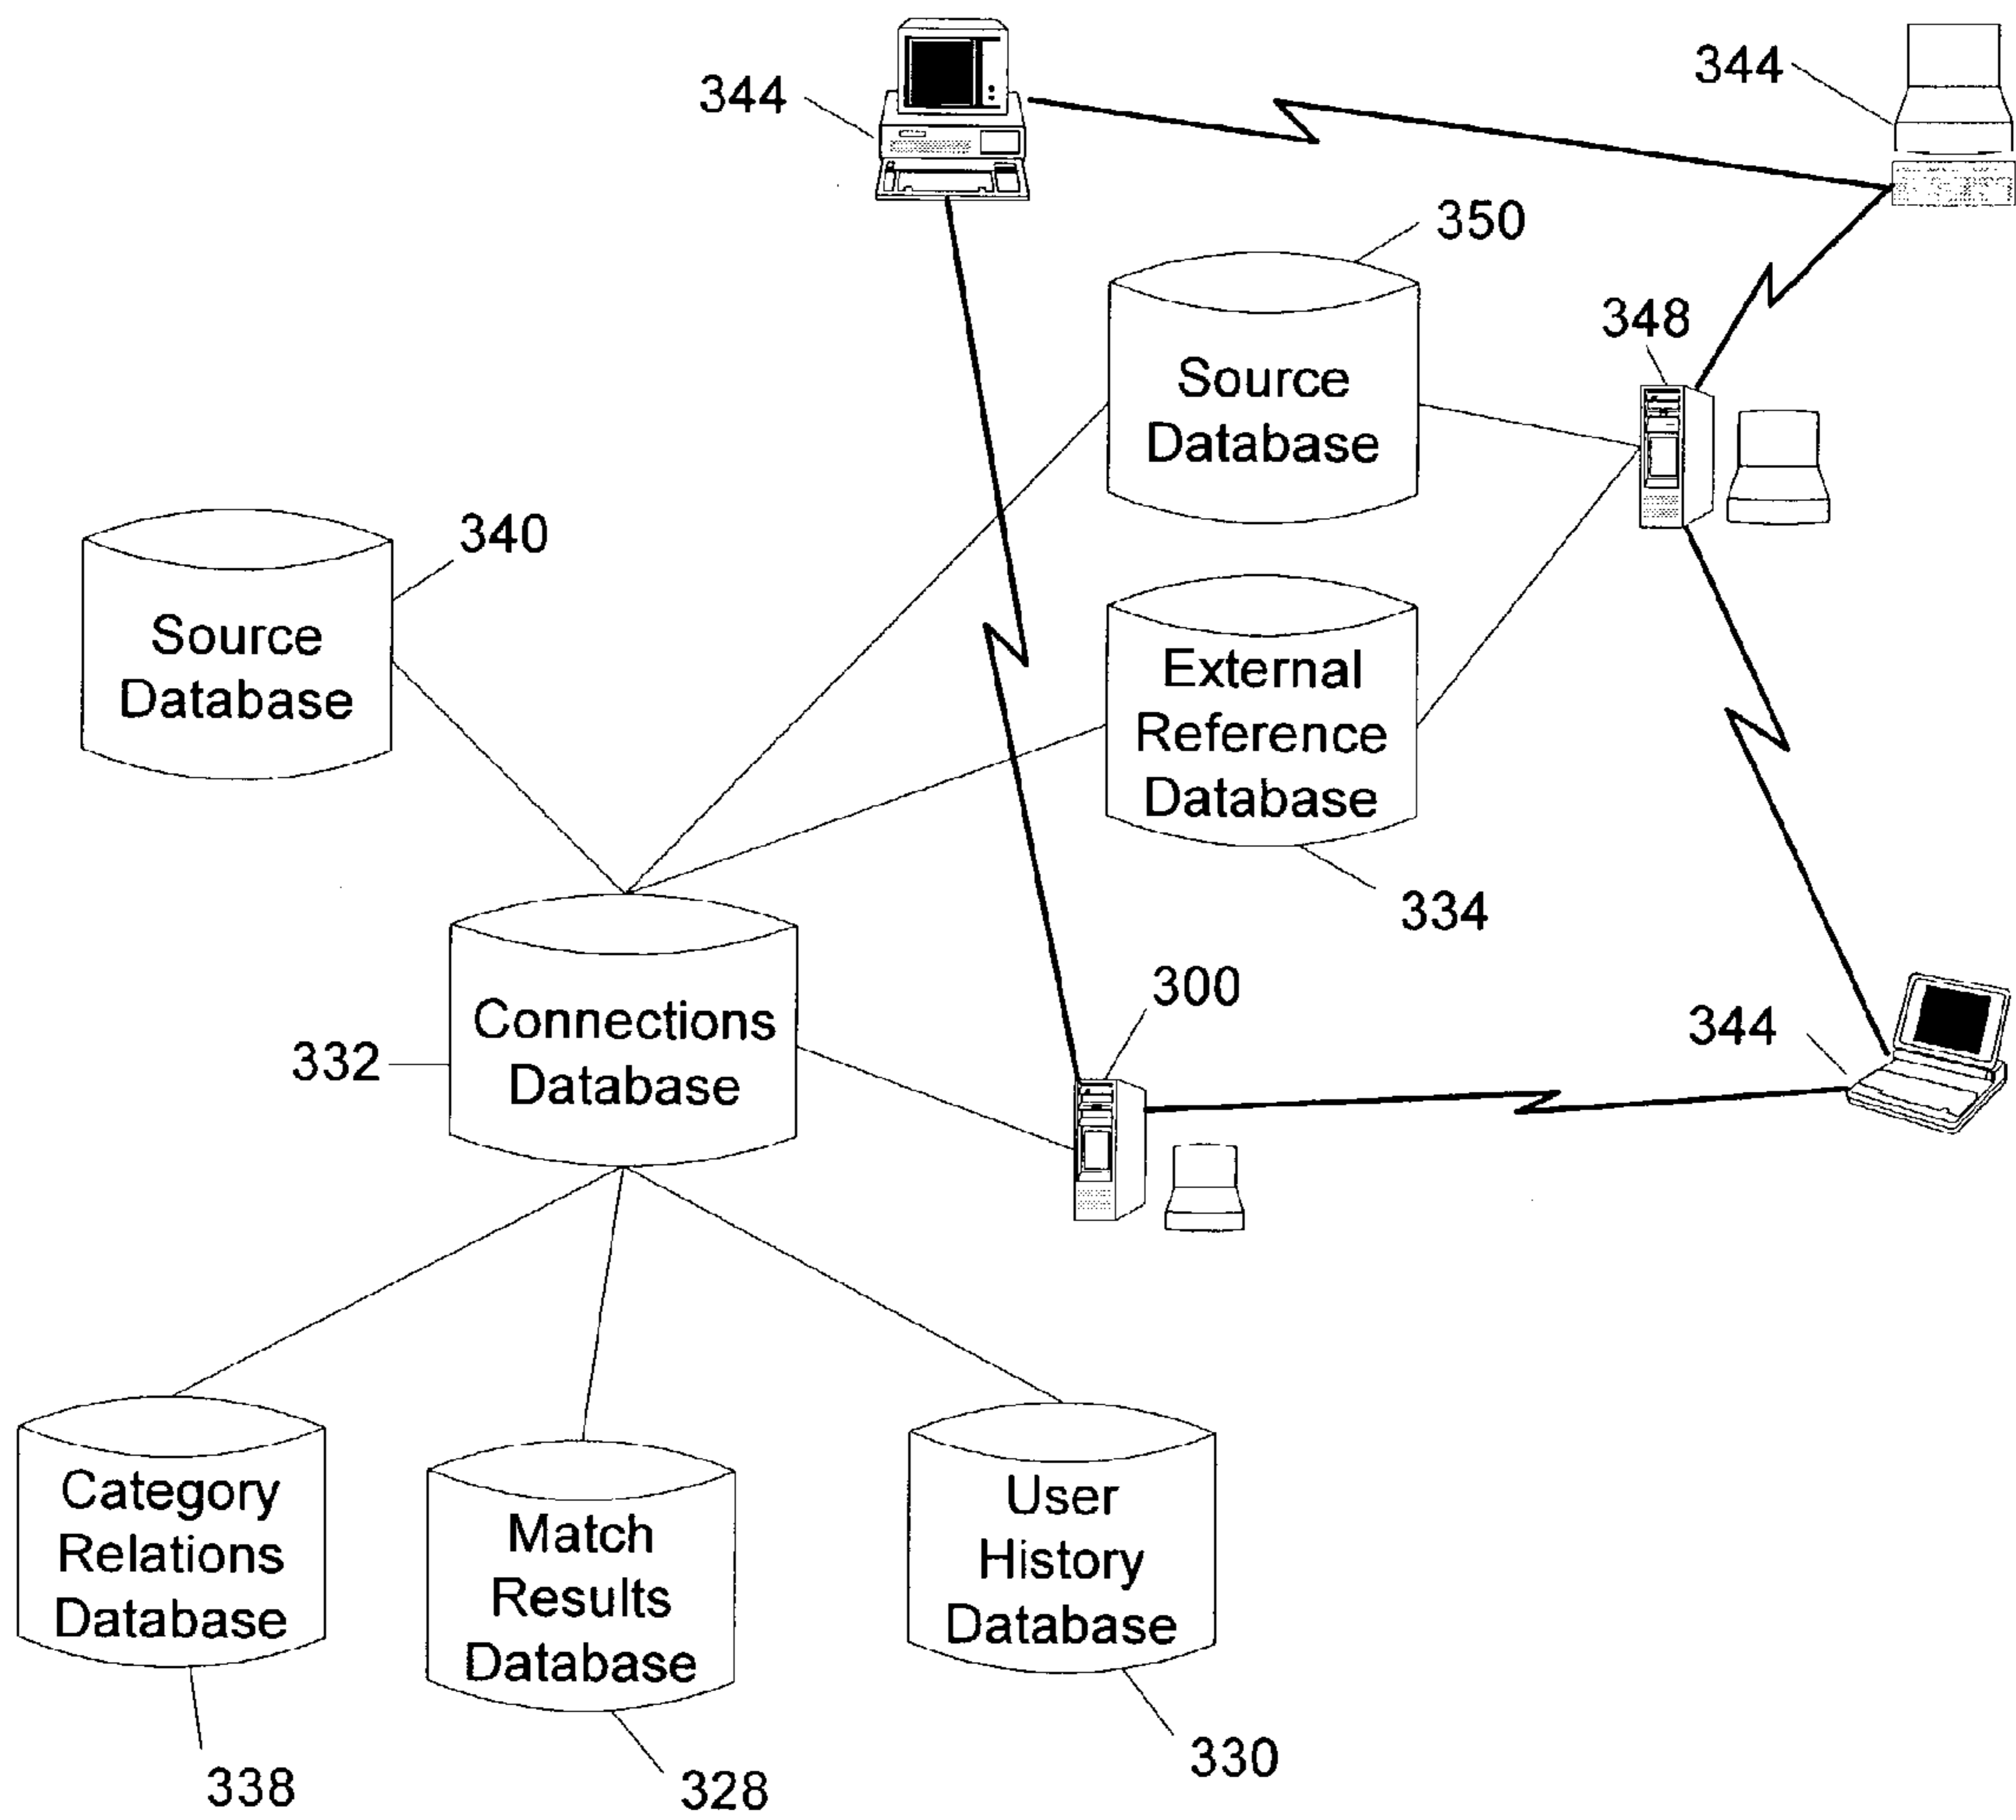 344
344
350
348
Source
Database
340
Source
Database
External
Reference
Database
334
300
Connections
Database
332
344
Category
Relations
Database
Match
Results
Database
User
History
Database
338
328
330